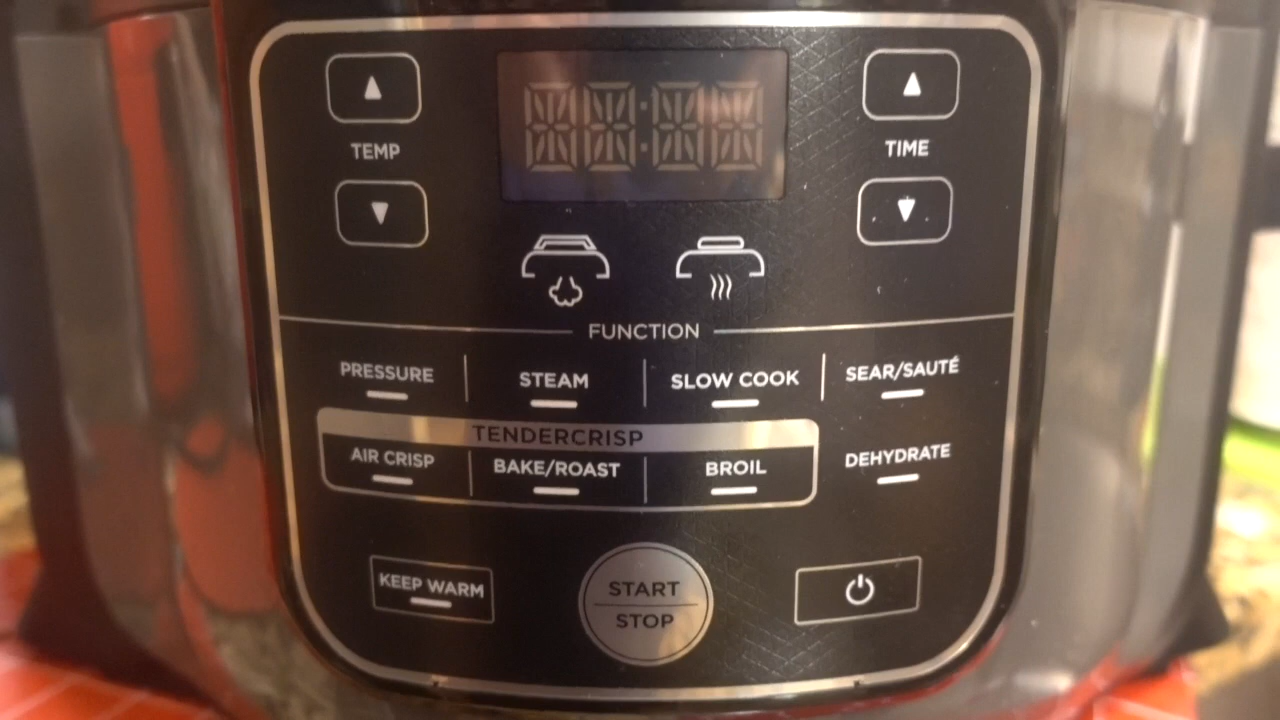 TEMP
TIME
FUNCTION
PRESSURE
STEAM
SLOW COOK
SEAR/SAUTÉ
TENDERCRISP
AIR CRISP
BAKE/ROAST
BROIL
DEHYDRATE
KEEP WARM
START
STOP